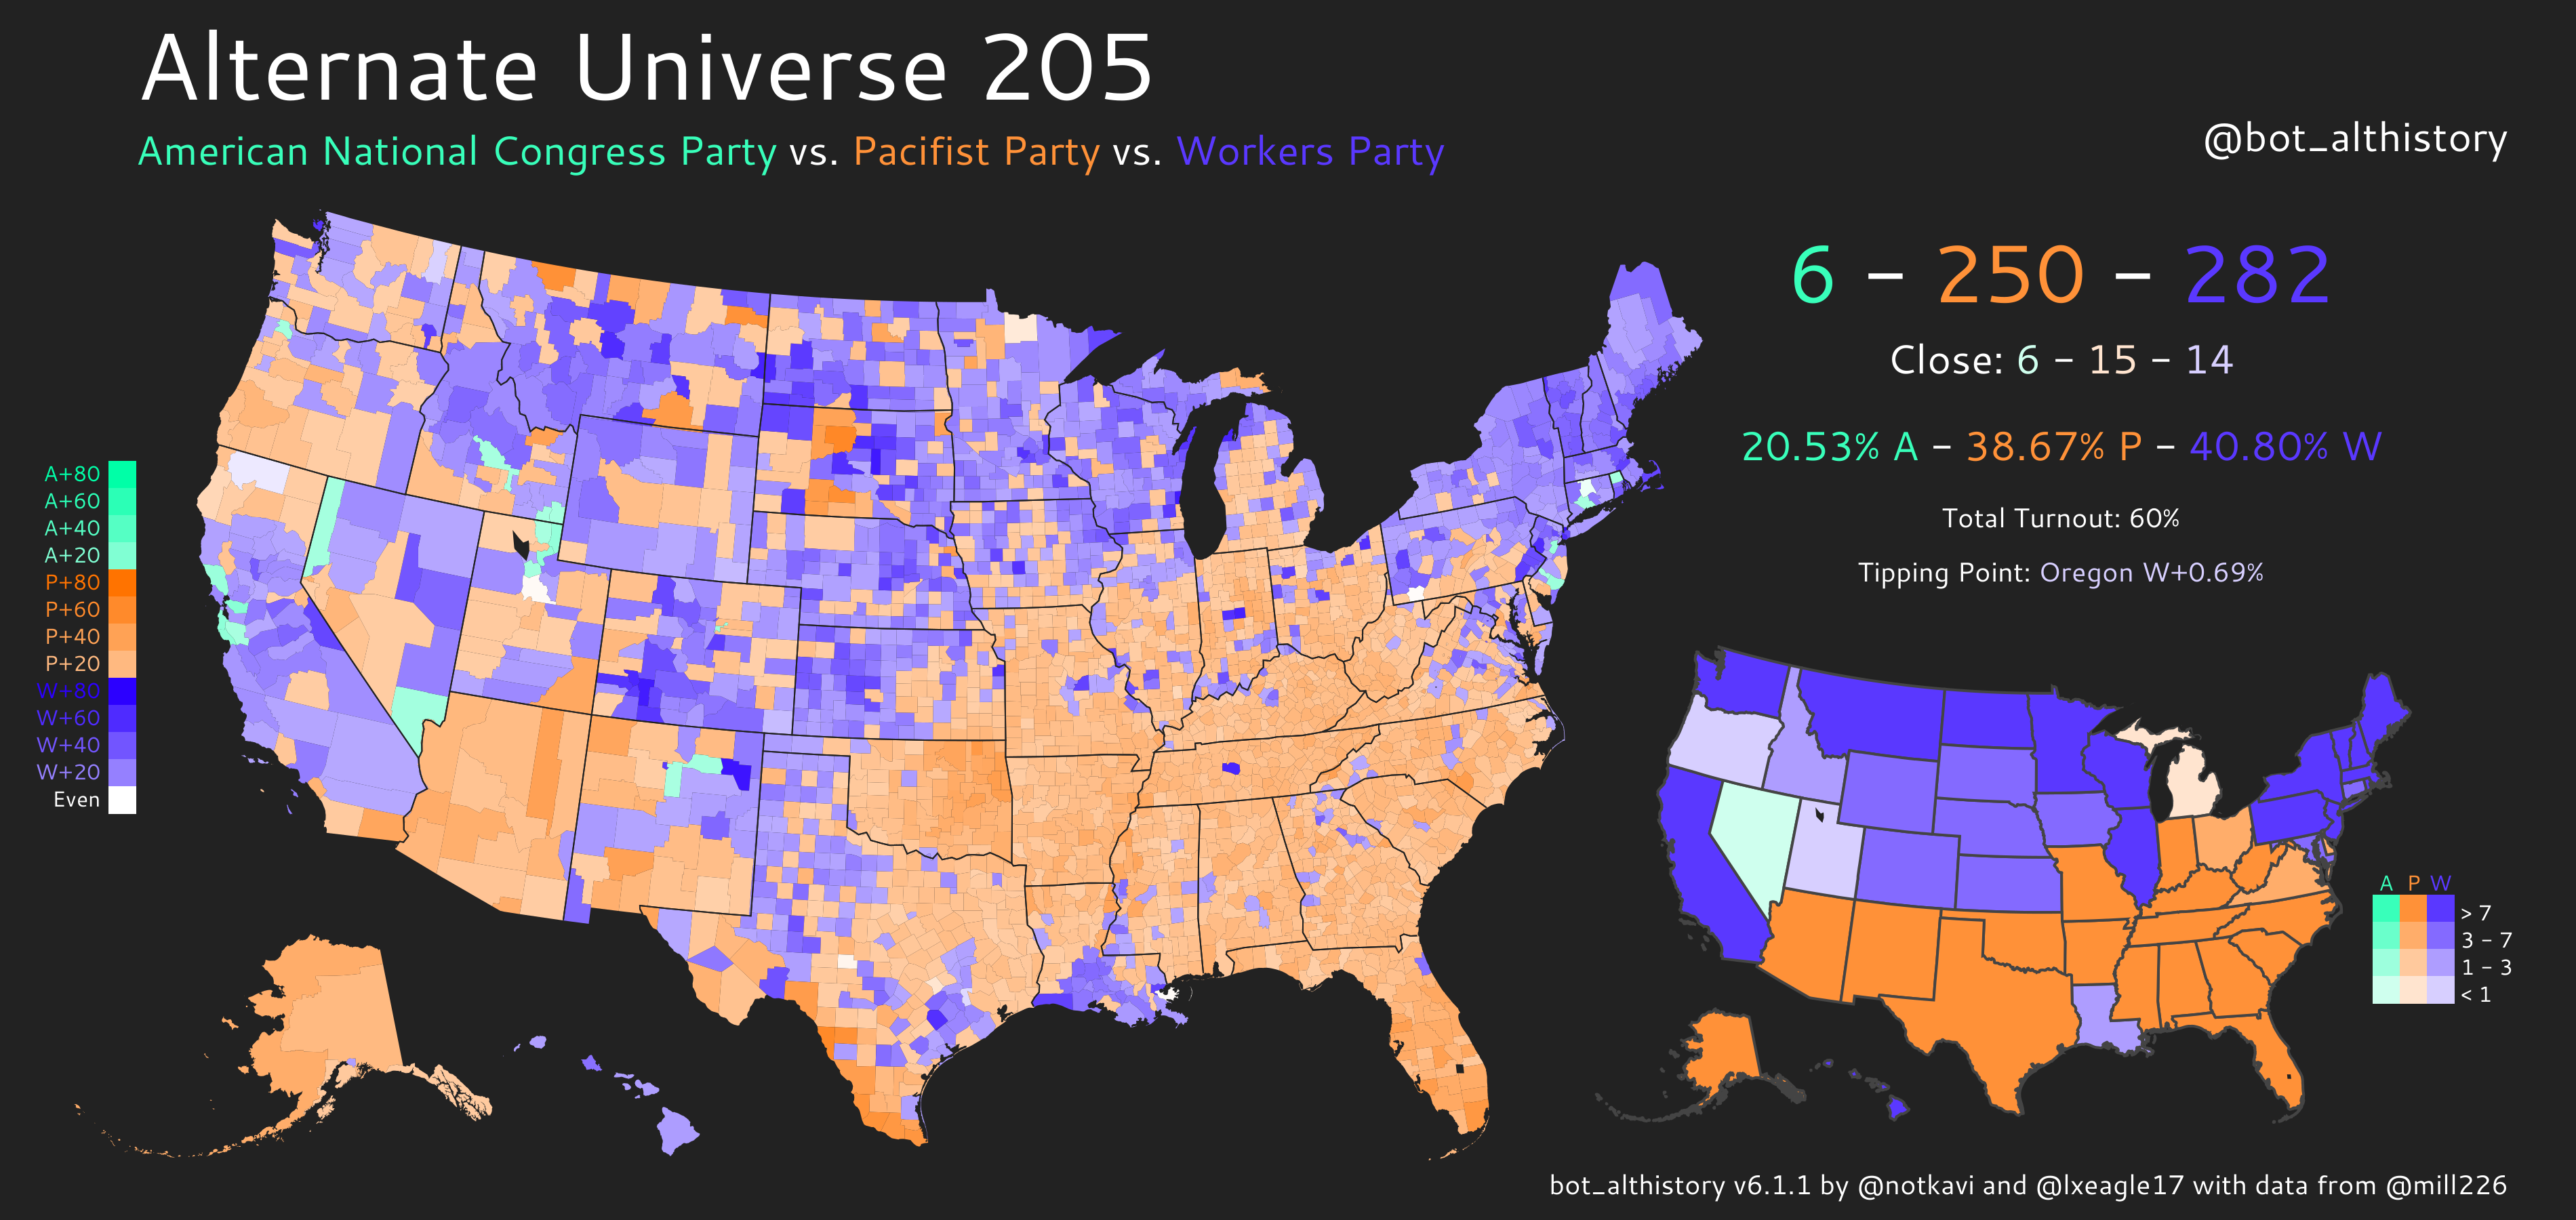 Alternate Universe 205
American National Congress Party vs. Pacifist Party vs. Workers Party
@bot_althistory
6 – 250 – 282
Close: 6 – 15 – 14
20.53% A – 38.67% P – 40.80% W
Total Turnout: 60%
Tipping Point: Oregon W+0.69%
A+80
A+60
A+40
A+20
P+80
P+60
P+40
P+20
W+80
W+60
W+40
W+20
Even
A P W
> 7
3 – 7
1 – 3
< 1
bot_althistory v6.1.1 by @notkavi and @lxeagle17 with data from @mill226